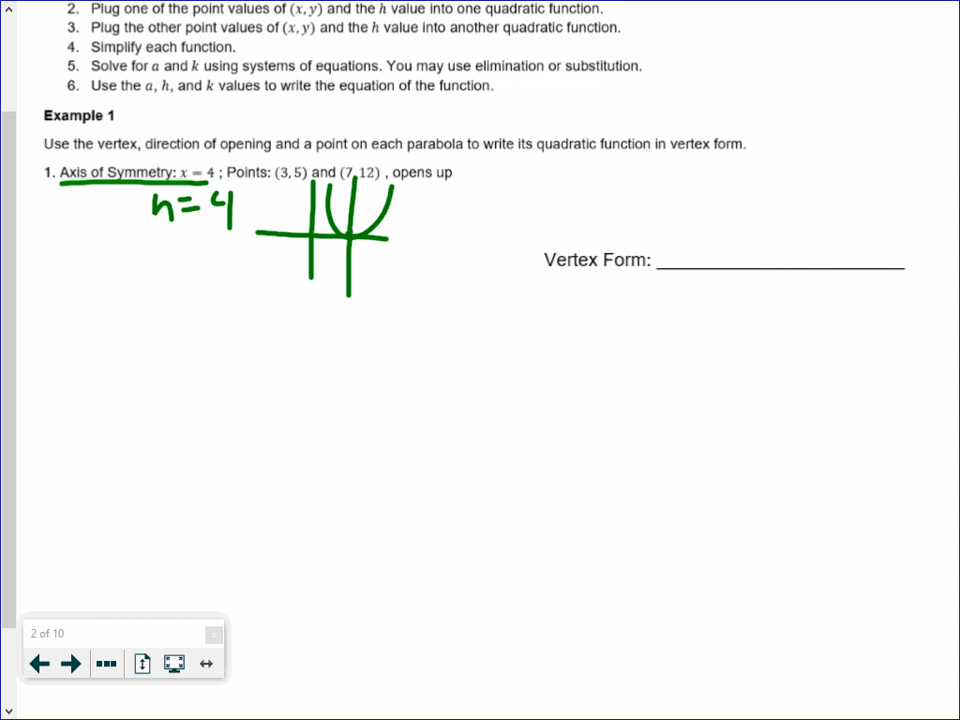 2. Plug one of the point values of (x, y) and the h value into one quadratic function.
3. Plug the other point values of (x, y) and the h value into another quadratic function.
4. Simplify each function.
5. Solve for a and k using systems of equations. You may use elimination or substitution.
6. Use the a, h, and k values to write the equation of the function.
Example 1
Use the vertex, direction of opening and a point on each parabola to write its quadratic function in vertex form.
1. Axis of Symmetry: x = 4 ; Points: (3, 5) and (7, 12) , opens up
h = 4
Vertex Form: ___________________
2 of 10